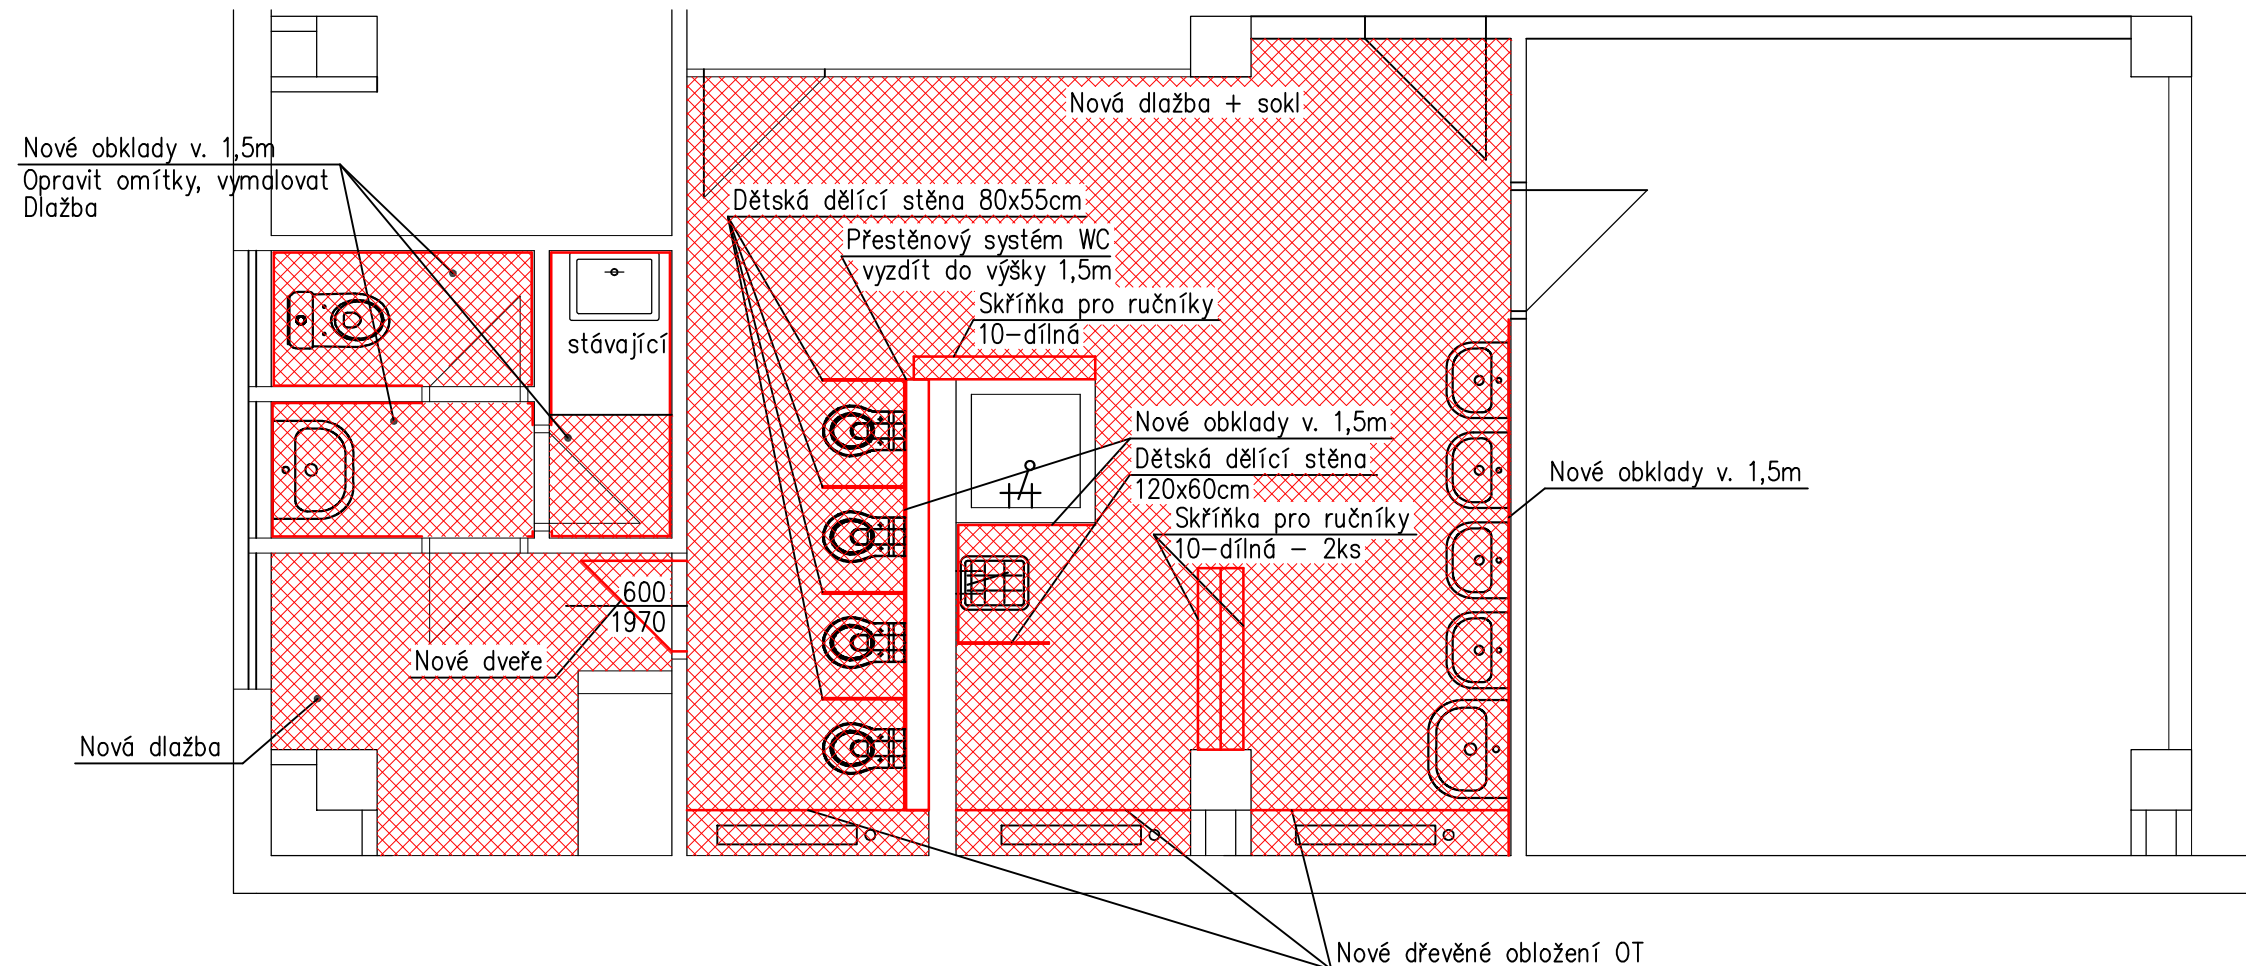 Nová dlažba + sokl
Nové obklady v. 1,5m
Opravit omítky, vymalovat
Dlažba
Dětská dělící stěna 80x55cm
Přestěnový systém WC
vyzdít do výšky 1,5m
Skříňka pro ručníky
10-dílná
stávající
Nové obklady v. 1,5m
Dětská dělící stěna
120x60cm
Nové obklady v. 1,5m
Skříňka pro ručníky
10-dílná - 2ks
600
1970
Nové dveře
Nová dlažba
Nové dřevěné obložení OT